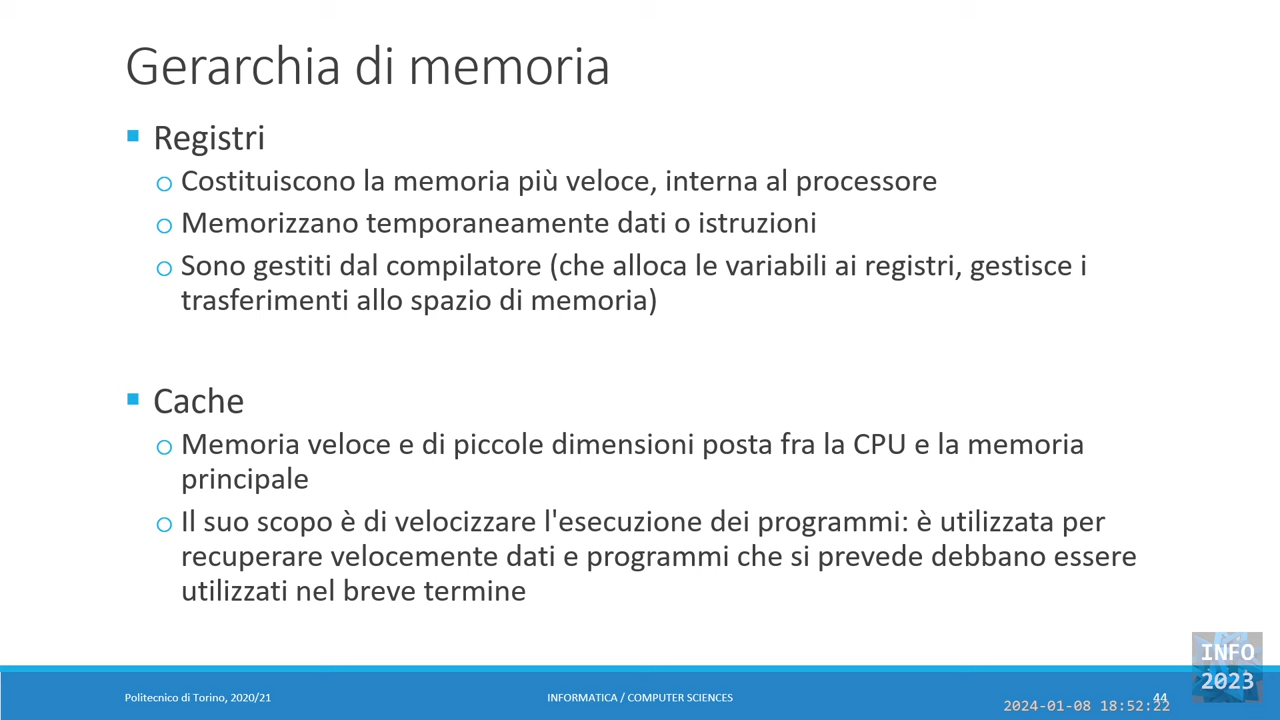 Gerarchia di memoria
Registri
Costituiscono la memoria più veloce, interna al processore
Memorizzano temporaneamente dati o istruzioni
Sono gestiti dal compilatore (che alloca le variabili ai registri, gestisce i
trasferimenti allo spazio di memoria)
Cache
Memoria veloce e di piccole dimensioni posta fra la CPU e la memoria
principale
Il suo scopo è di velocizzare l'esecuzione dei programmi: è utilizzata per
recuperare velocemente dati e programmi che si prevede debbano essere
utilizzati nel breve termine
INFO
2023
Politecnico di Torino, 2020/21
INFORMATICA / COMPUTER SCIENCES
44
2024-01-08 18:52:22